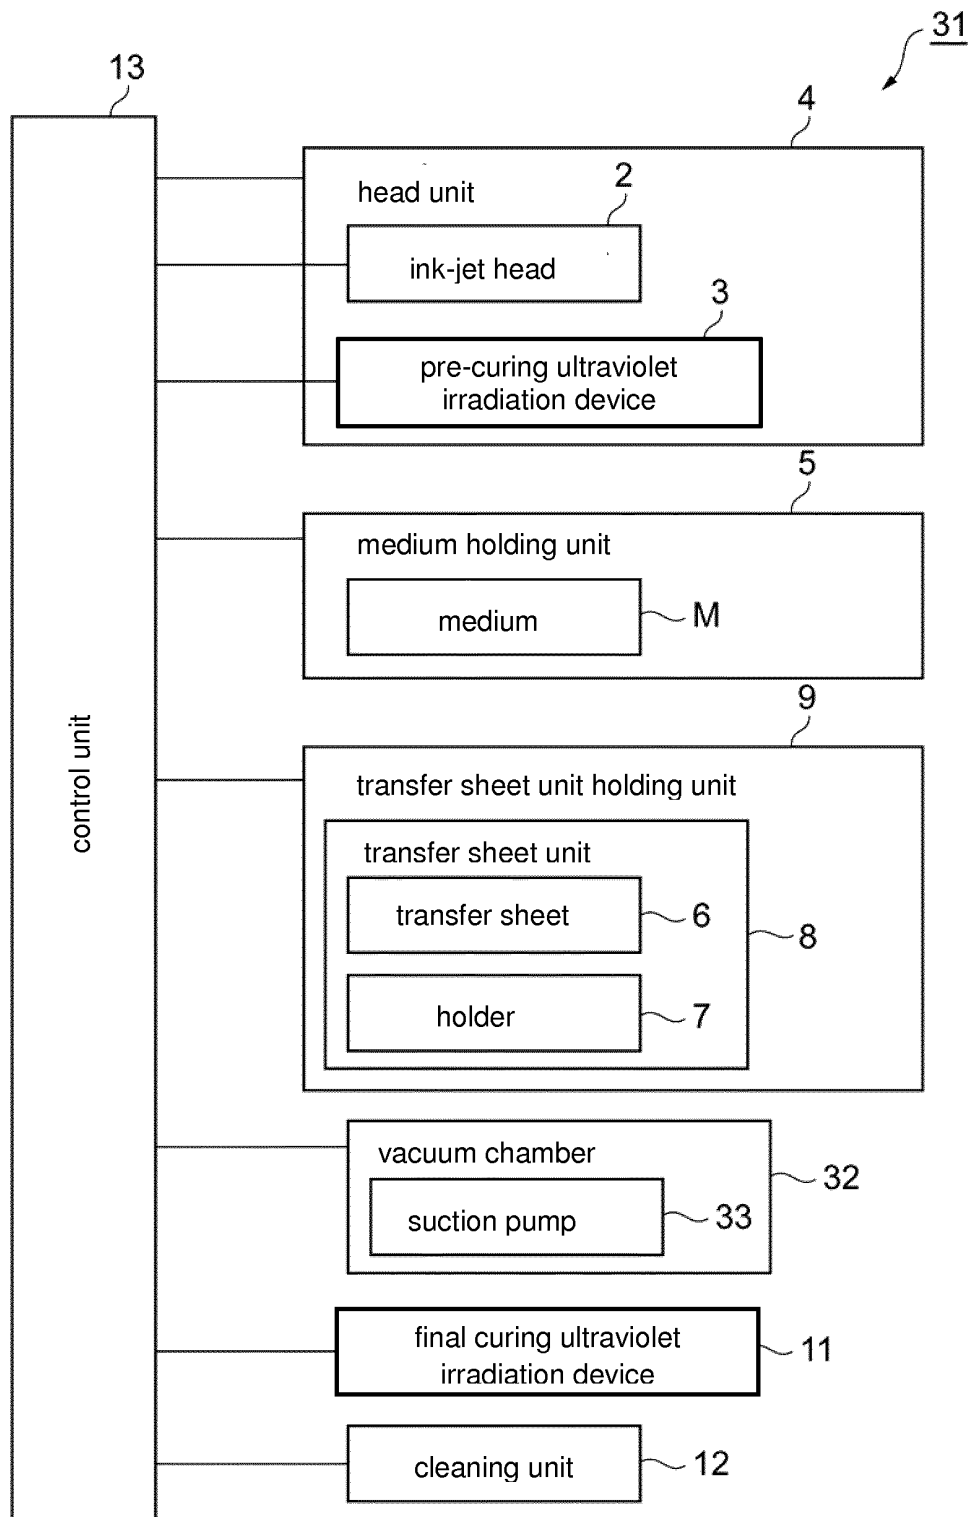 31
13
4
head unit
2
ink-jet head
3
pre-curing ultraviolet
irradiation device
5
medium holding unit
medium
M
9
control unit
transfer sheet unit holding unit
transfer sheet unit
transfer sheet
6
8
holder
7
vacuum chamber
32
suction pump
33
final curing ultraviolet
irradiation device
11
cleaning unit
12